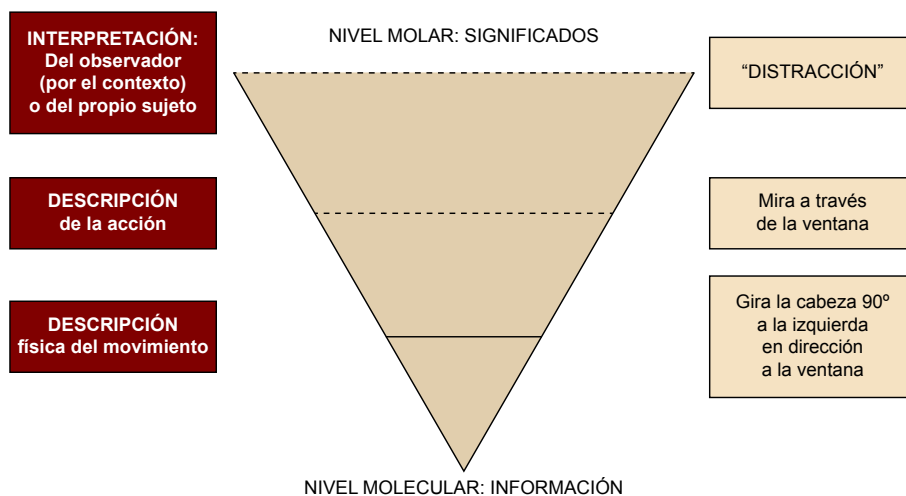 NIVEL MOLAR: SIGNIFICADOS
INTERPRETACIÓN:
Del observador
(por el contexto)
o del propio sujeto
“DISTRACCIÓN”
DESCRIPCIÓN
de la acción
Mira a través
de la ventana
DESCRIPCIÓN
física del movimiento
Gira la cabeza 90º
a la izquierda
en dirección
a la ventana
NIVEL MOLECULAR: INFORMACIÓN